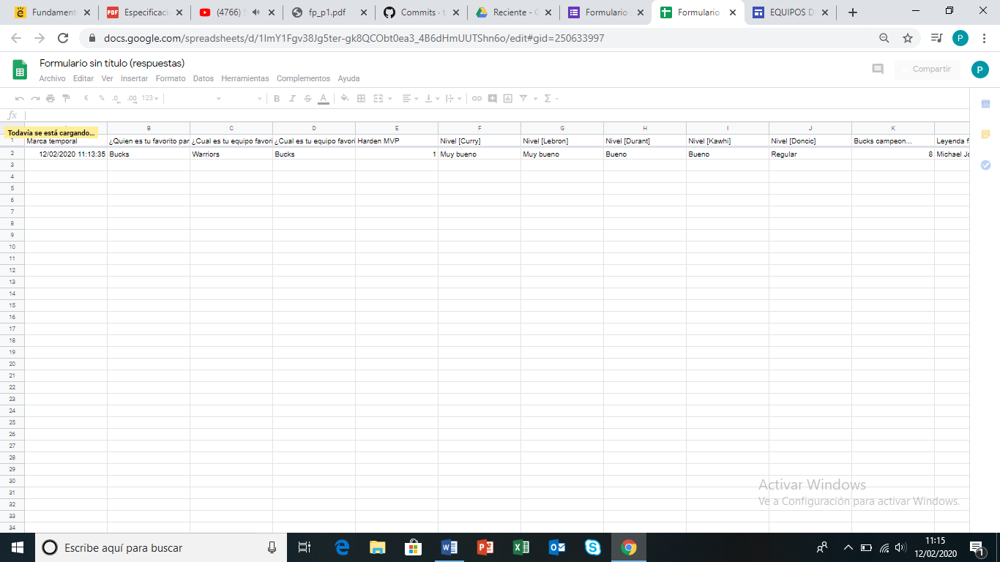 Fundament
PDF Especificaci
(4766)
fp_p1.pdf
Commits ·
Reciente -
Formulario
Formulario
EQUIPOS D
docs.google.com/spreadsheets/d/1ImY1Fgv38Jg5ter-gk8QCObt0ea3_4B6dHmUUTShn6o/edit#gid=250633997
P
Formulario sin título (respuestas)
Archivo Editar Ver Insertar Formato Datos Herramientas Complementos Ayuda
Compartir
P
€ % .0 .00 123 B I S A Σ
fx
Todavía se está cargando...
B C D E F G H I J K
1 Marca temporal ¿Quien es tu favorito par ¿Cual es tu equipo favori ¿Cual es tu equipo favori Harden MVP Nivel [Curry] Nivel [Lebron] Nivel [Durant] Nivel [Kawhi] Nivel [Doncic] Bucks campeon... Leyenda f
2 12/02/2020 11:13:35 Bucks Warriors Bucks 1 Muy bueno Muy bueno Bueno Bueno Regular 8 Michael Jo
3
4
5
6
7
8
9
10
11
12
13
14
15
16
17
18
19
20
21
22
23
24
25
26
27
28
29
30
31
32
33
34
Activar Windows
Ve a Configuración para activar Windows.
Escribe aquí para buscar
11:15
12/02/2020
1